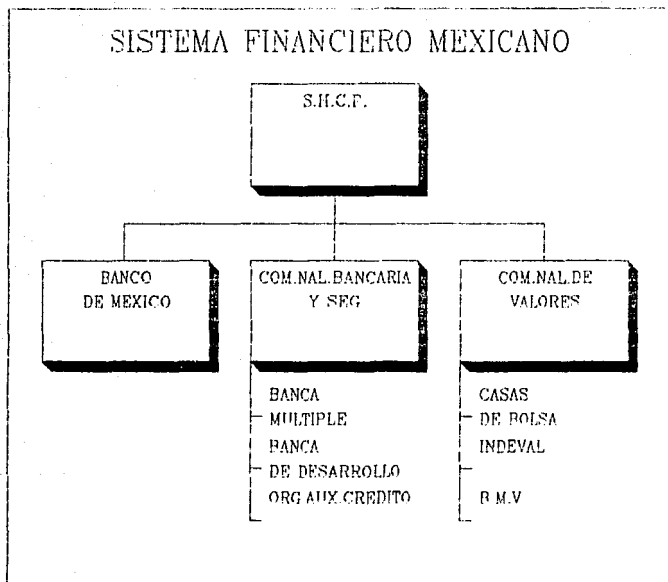 SISTEMA FINANCIERO MEXICANO
S.H.C.P.
BANCO
DE MEXICO
COM.NAL.BANCARIA
Y SEG
COM.NAL.DE
VALORES
BANCA
MULTIPLE
BANCA
DE DESARROLLO
ORG AUX.CREDITO
CASAS
DE BOLSA
INDEVAL
B M.V